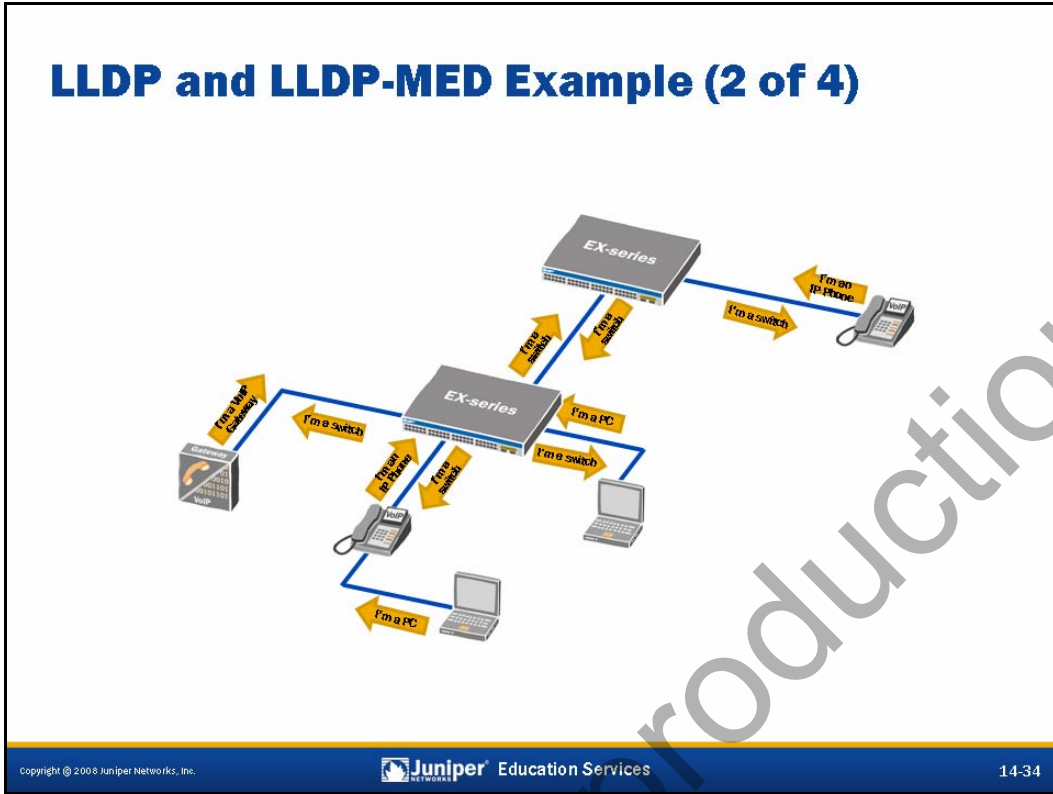 LLDP and LLDP-MED Example (2 of 4)
EX-series
I'm an
IP Phone
VoIP
I'm a switch
I'm a
switch
I'm a
switch
EX-series
I'm a PC
I'm a VoIP
Gateway
I'm a switch
I'm a switch
I'm an
IP Phone
I'm a
switch
Gateway
VoIP
VoIP
I'm a PC
roduction
Copyright © 2008 Juniper Networks, Inc.
Juniper
NETWORKS
Education Services
14-34